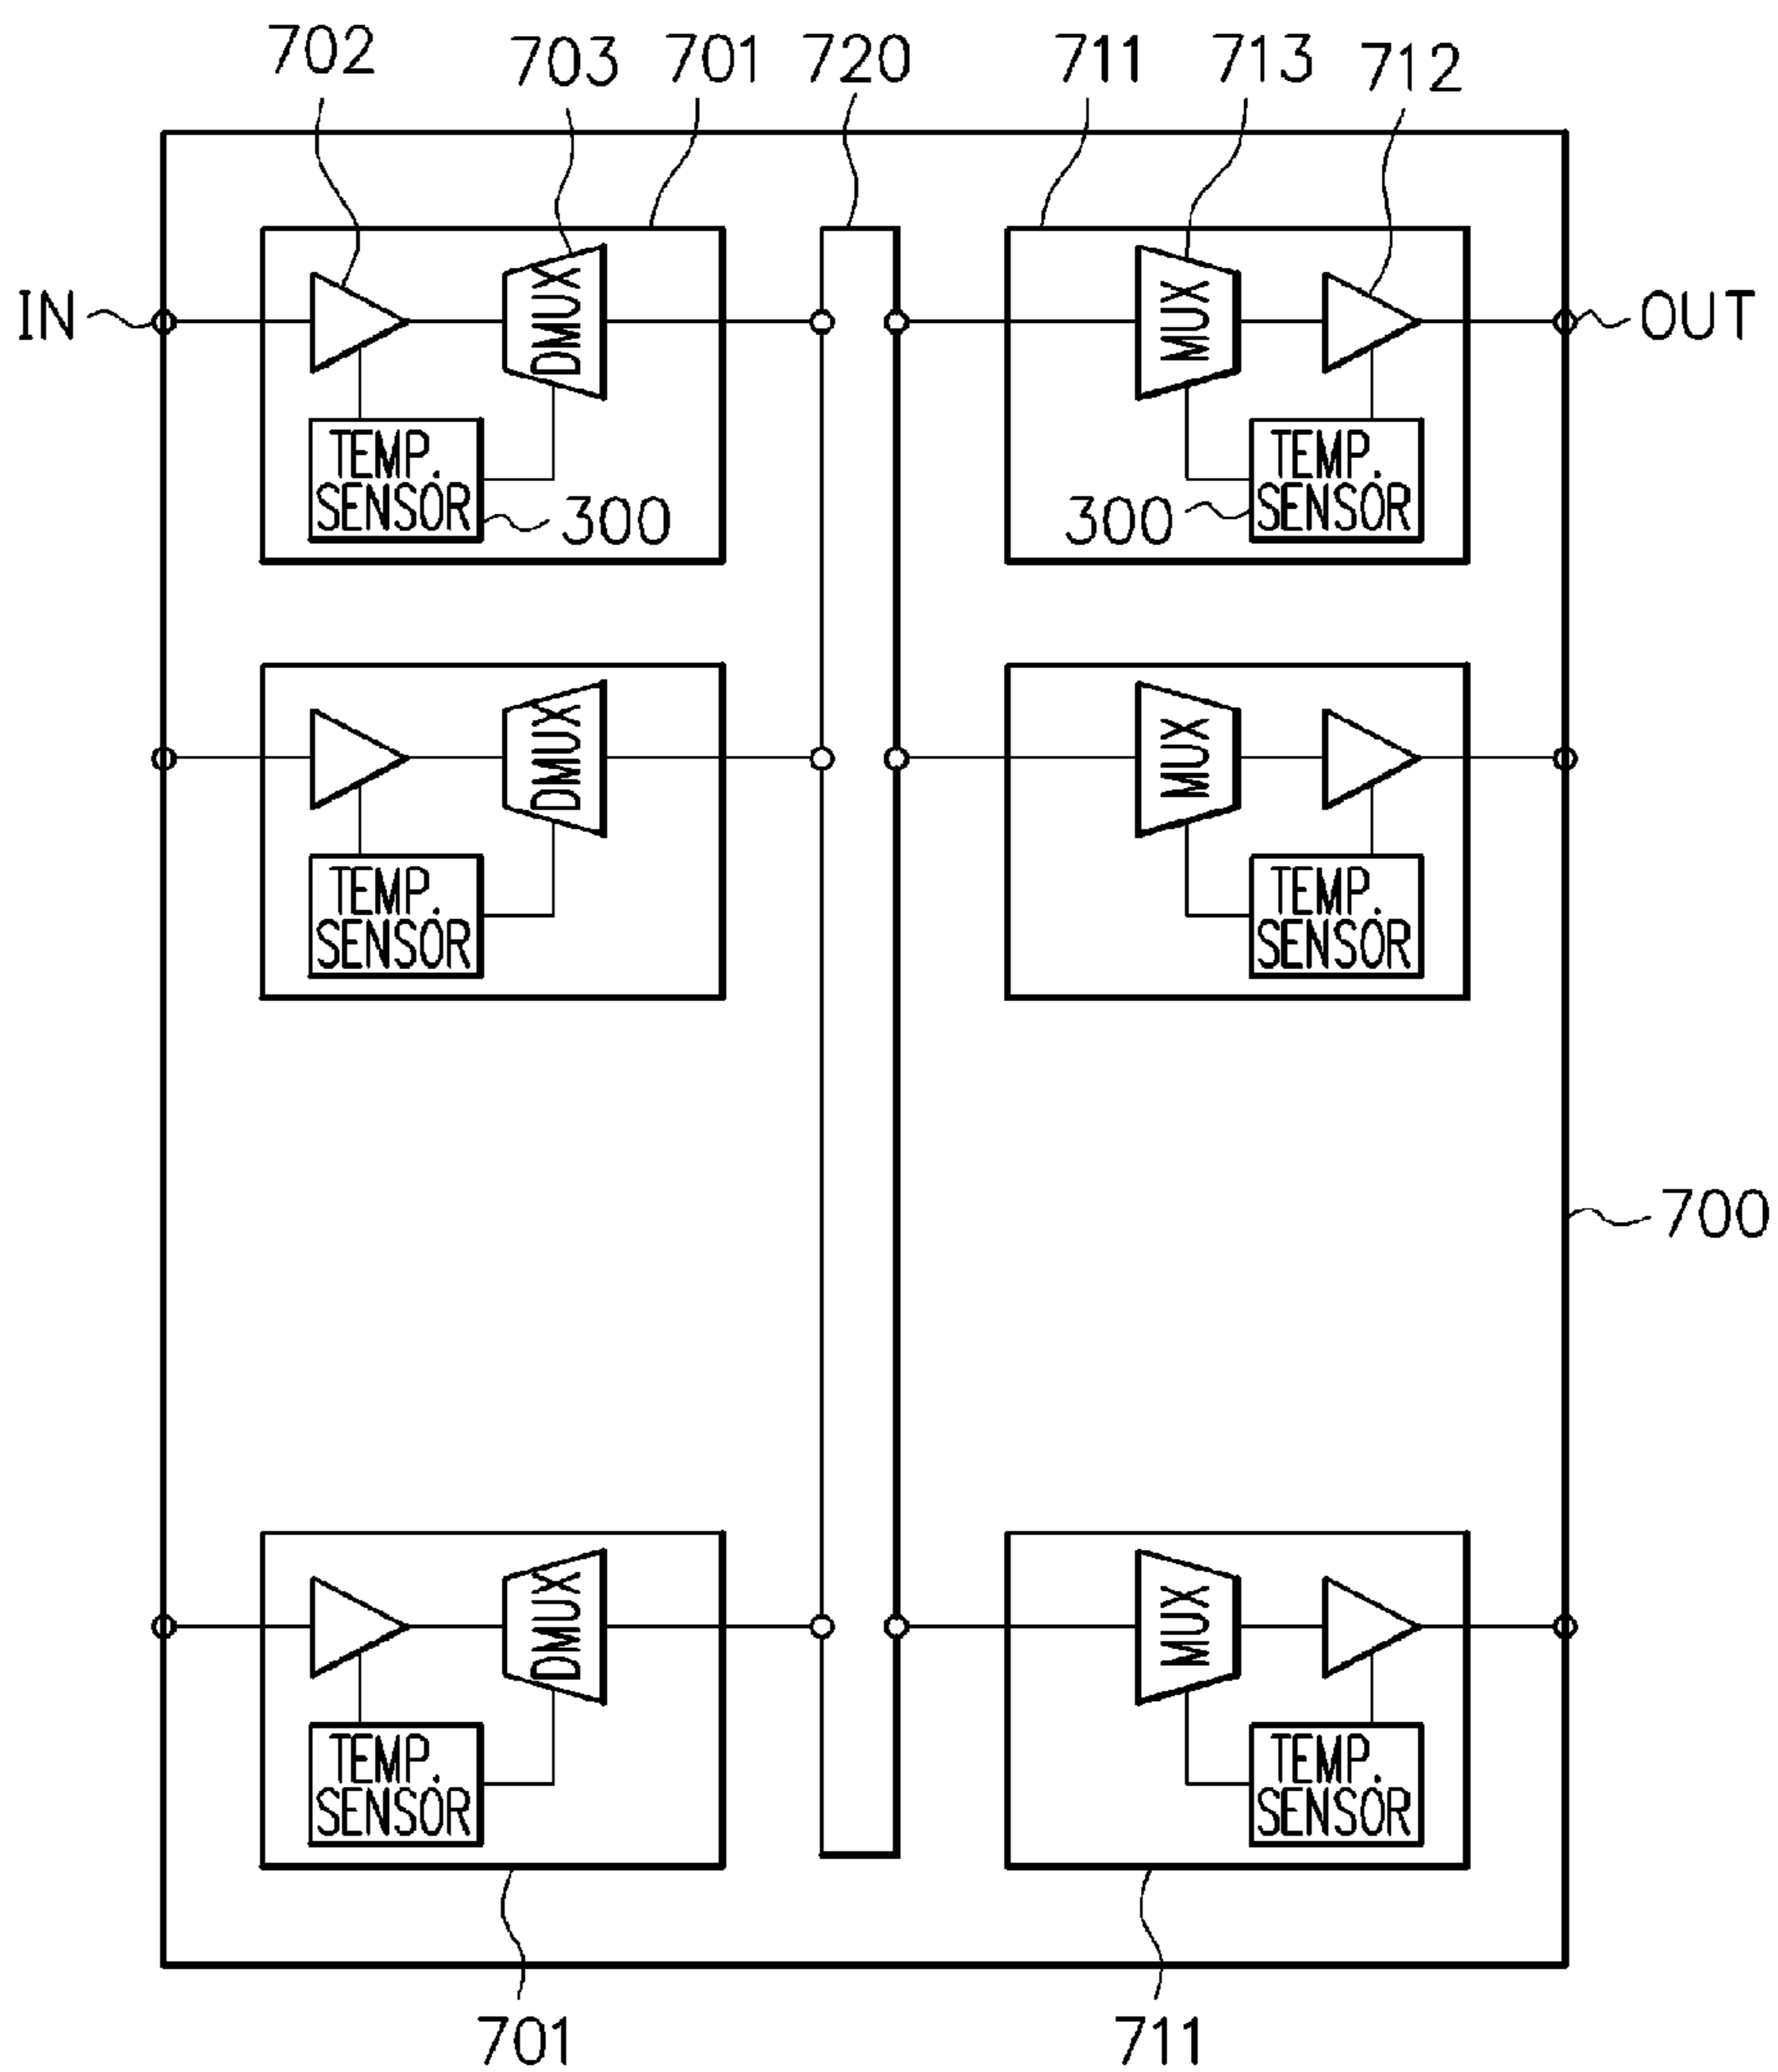 702 703 701 720 711 713 712
IN DMUX MUX OUT
TEMP. TEMP.
SENSOR 300 300 SENSOR
DMUX MUX
TEMP. TEMP.
SENSOR SENSOR
700
DMUX MUX
TEMP. TEMP.
SENSOR SENSOR
701 711